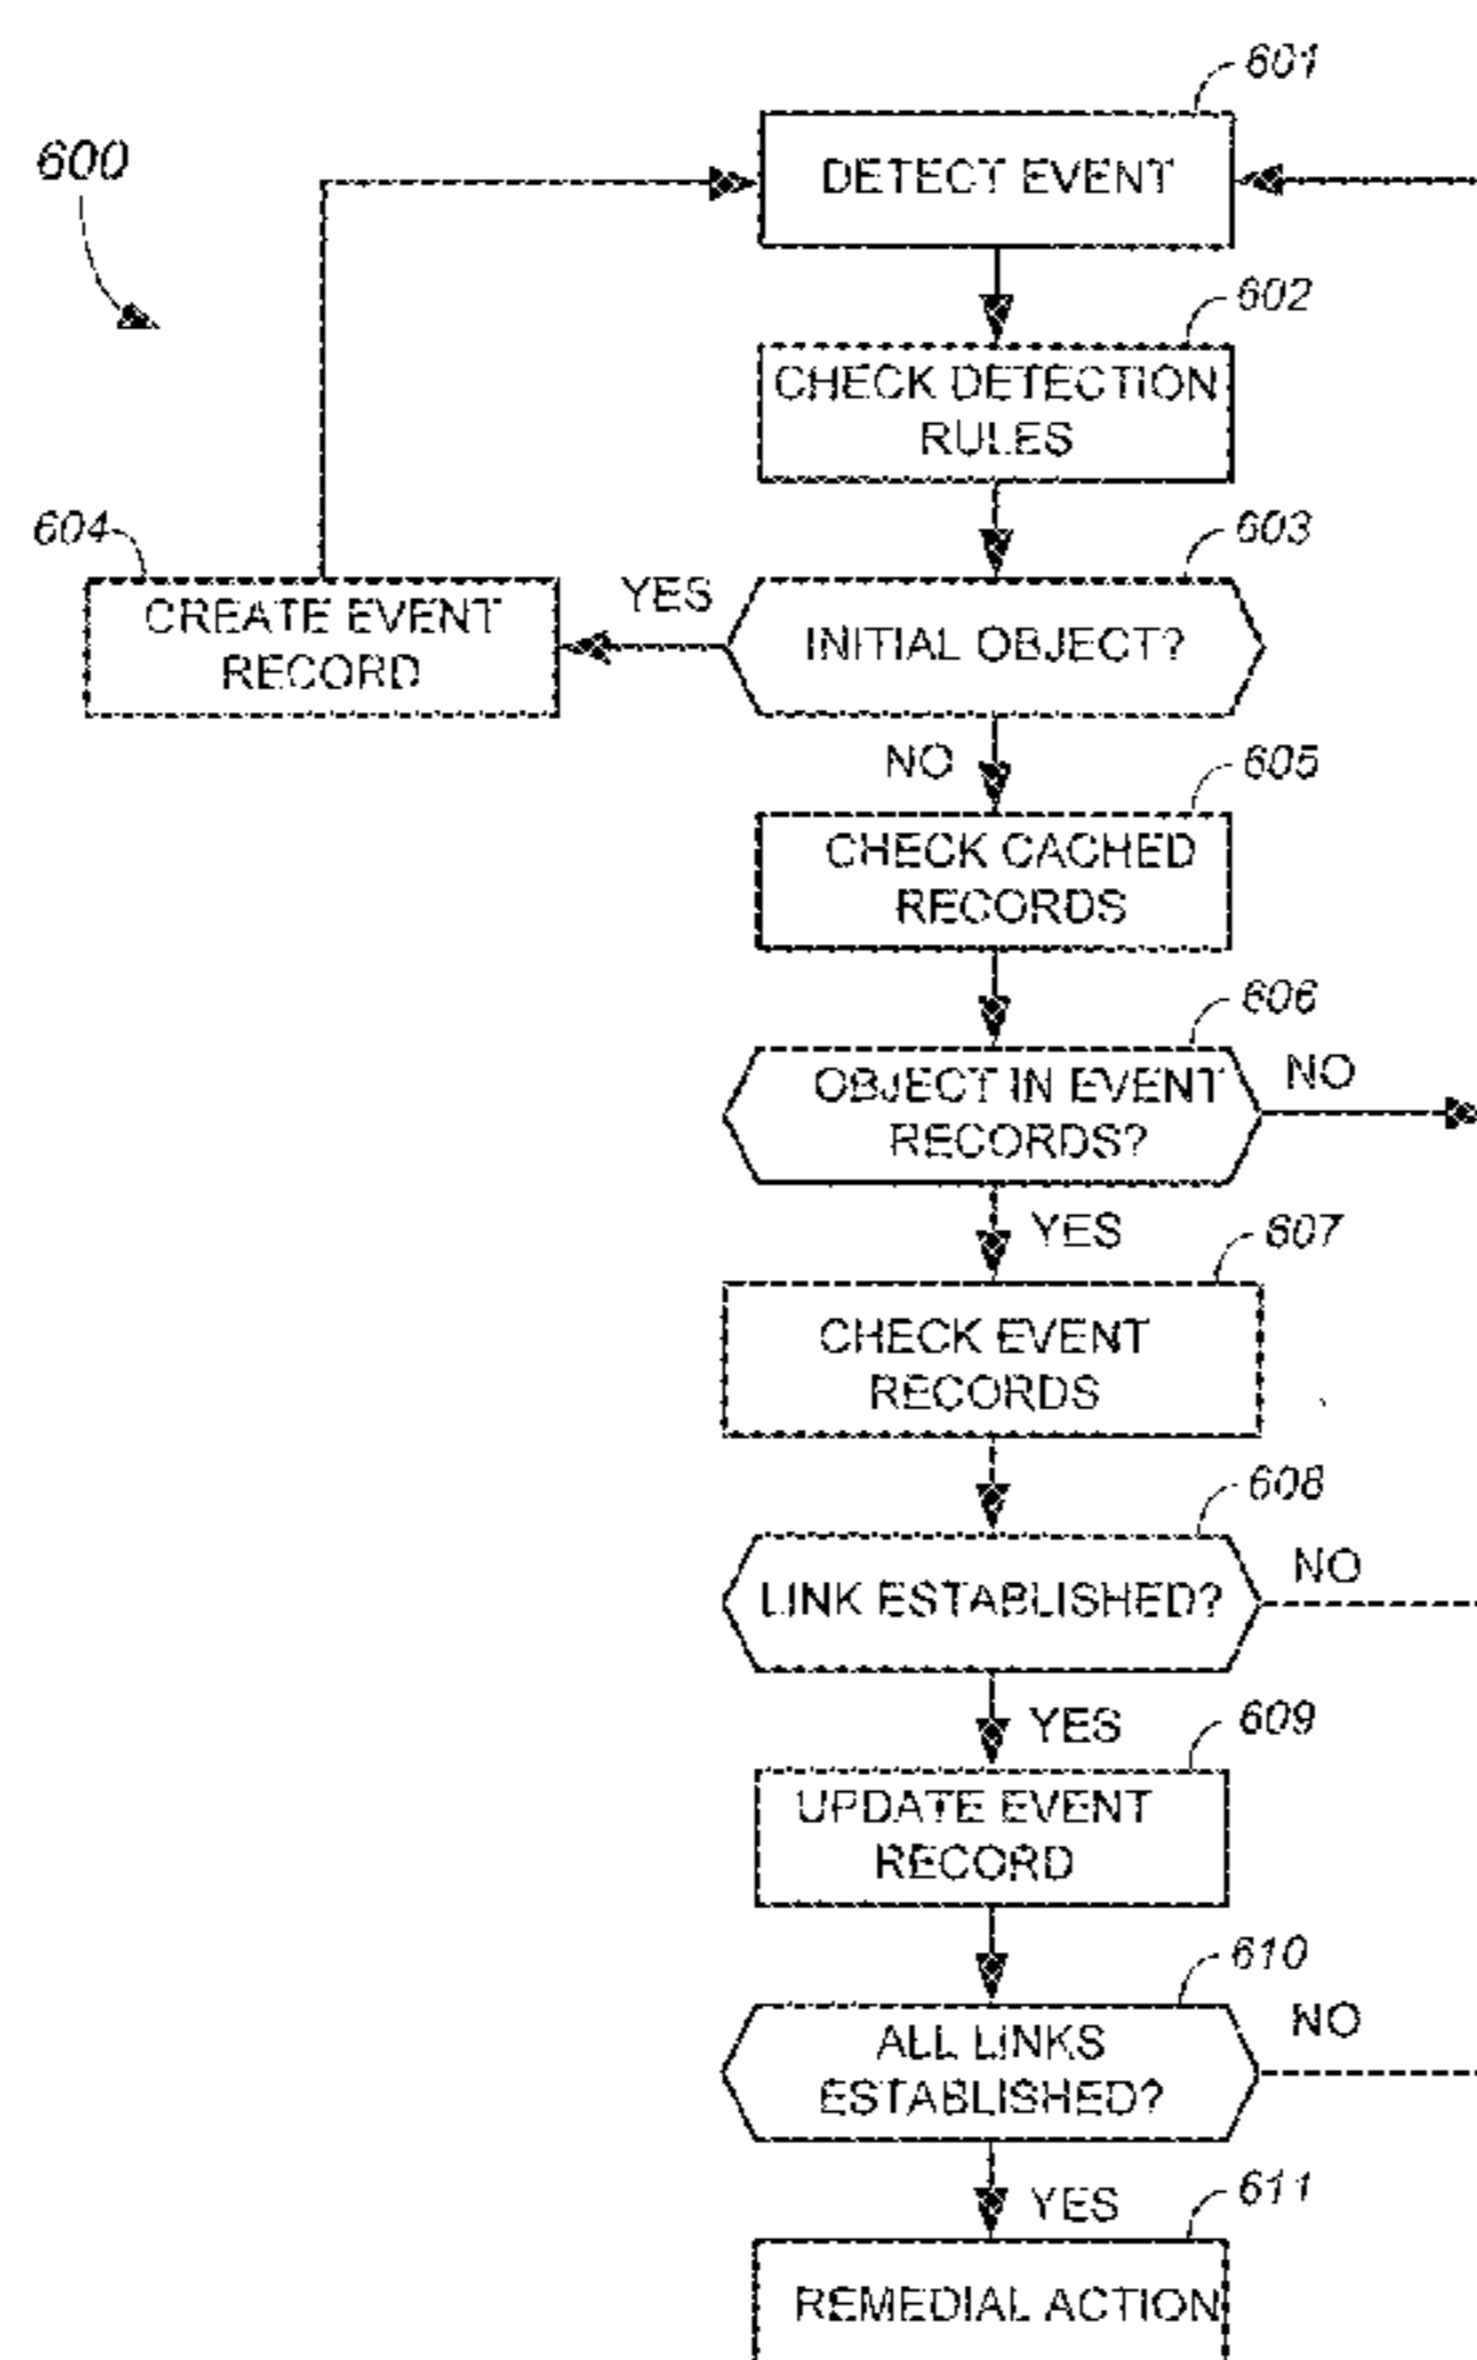 601
600
DETECT EVENT
602
CHECK DETECTION
RULES
604
603
YES
CREATE EVENT
RECORD
INITIAL OBJECT?
NO
605
CHECK CACHED
RECORDS
606
OBJECT IN EVENT
RECORDS?
NO
YES
607
CHECK EVENT
RECORDS
608
LINK ESTABLISHED?
NO
YES
609
UPDATE EVENT
RECORD
610
ALL LINKS
ESTABLISHED?
NO
YES
611
REMEDIAL ACTION